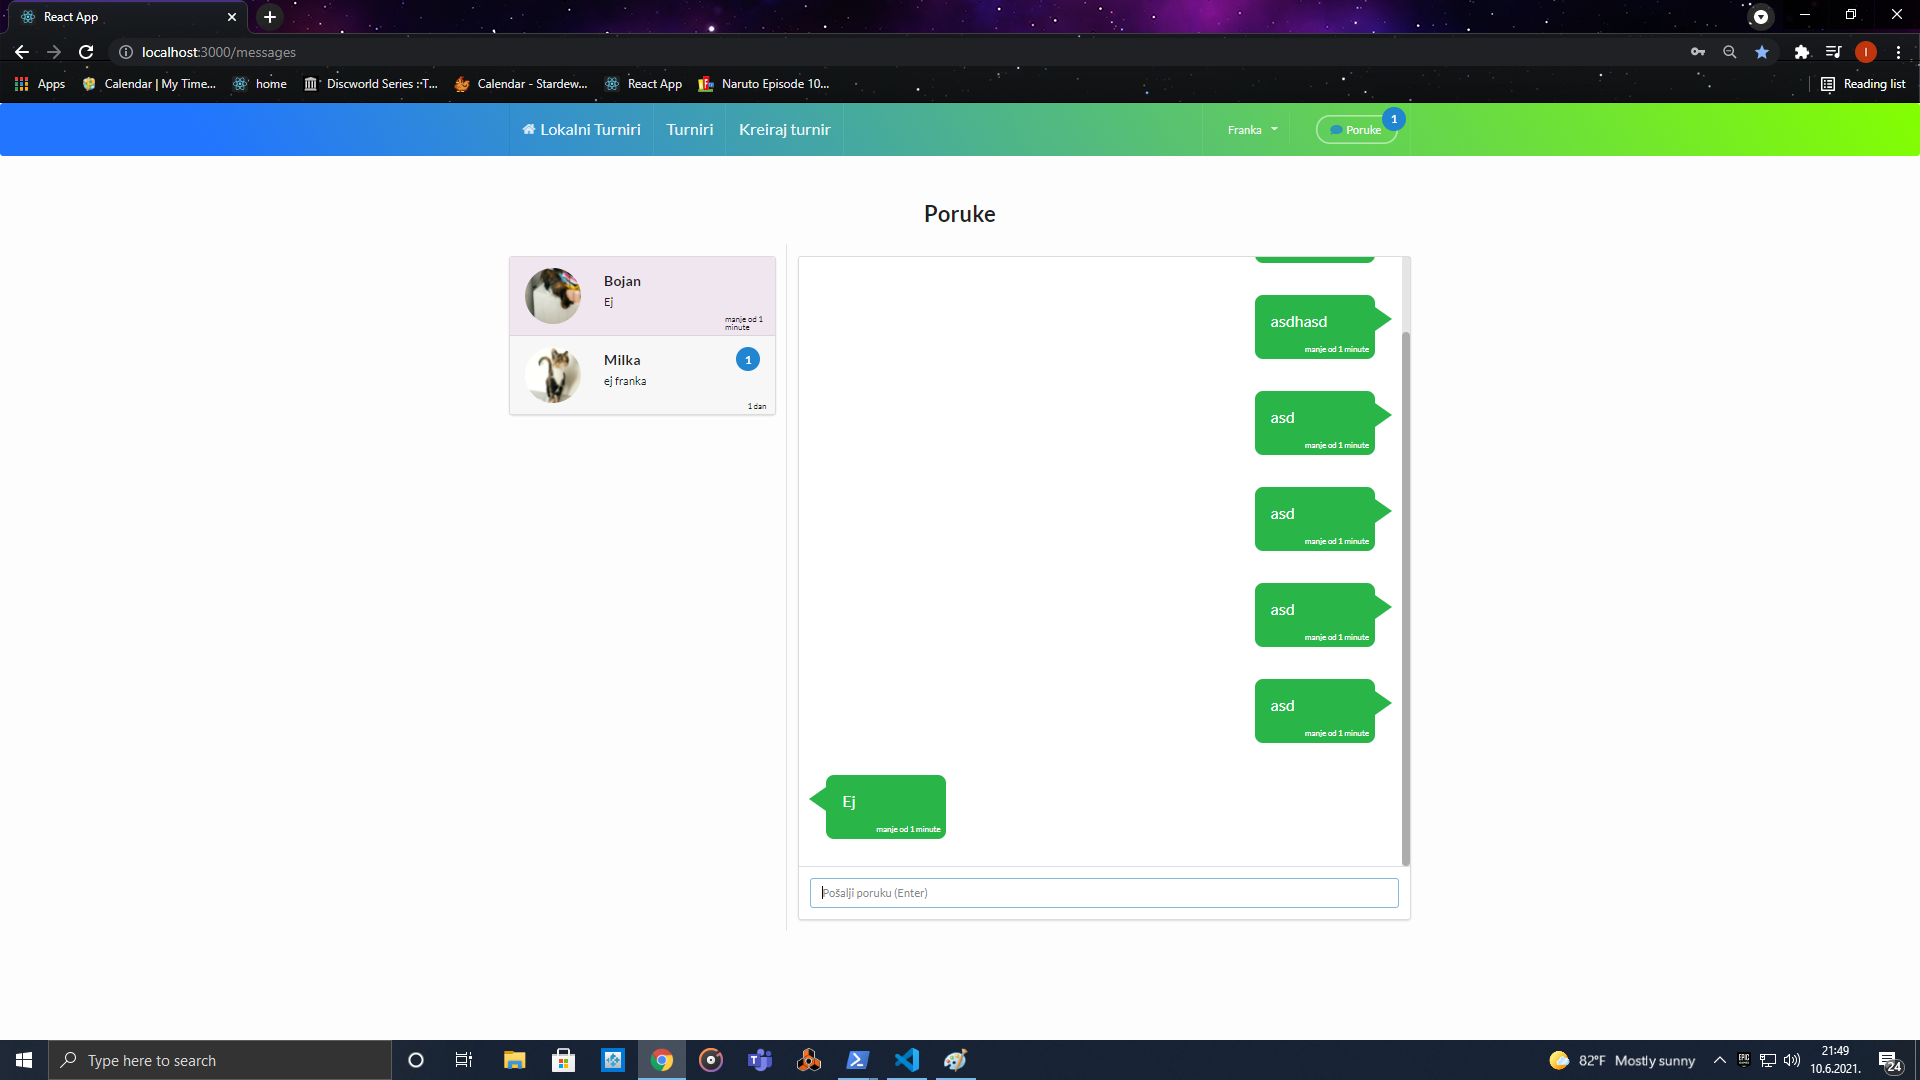 React App
localhost:3000/messages
Apps
Calendar | My Time...
home
Discworld Series :: T...
Calendar - Stardew...
React App
Naruto Episode 10...
Reading list
Lokalni Turniri
Turniri
Kreiraj turnir
Franka
Poruke
1
Poruke
Bojan
Ej
manje od 1
minute
Milka
1
ej franka
1 dan
asdhasd
manje od 1 minute
asd
manje od 1 minute
asd
manje od 1 minute
asd
manje od 1 minute
asd
manje od 1 minute
Ej
manje od 1 minute
Pošalji poruku (Enter)
Type here to search
82°F Mostly sunny
21:49
10.6.2021.
24